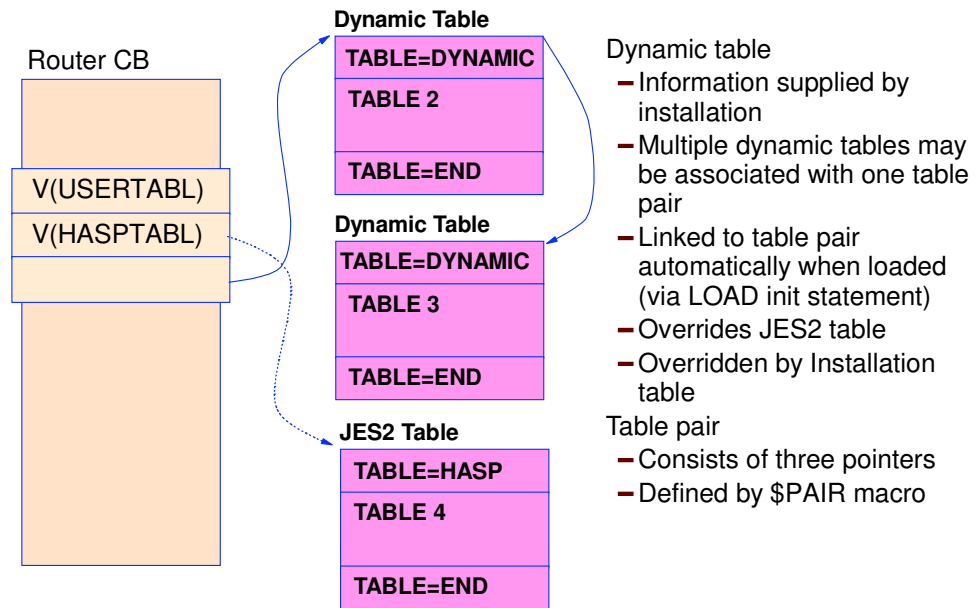 Router CB
V(USERTABL)
V(HASPTABL)
Dynamic Table
TABLE=DYNAMIC
TABLE 2
TABLE=END
Dynamic Table
TABLE=DYNAMIC
TABLE 3
TABLE=END
JES2 Table
TABLE=HASP
TABLE 4
TABLE=END
Dynamic table
– Information supplied by
installation
– Multiple dynamic tables may
be associated with one table
pair
– Linked to table pair
automatically when loaded
(via LOAD init statement)
– Overrides JES2 table
– Overridden by Installation
table
Table pair
– Consists of three pointers
– Defined by $PAIR macro